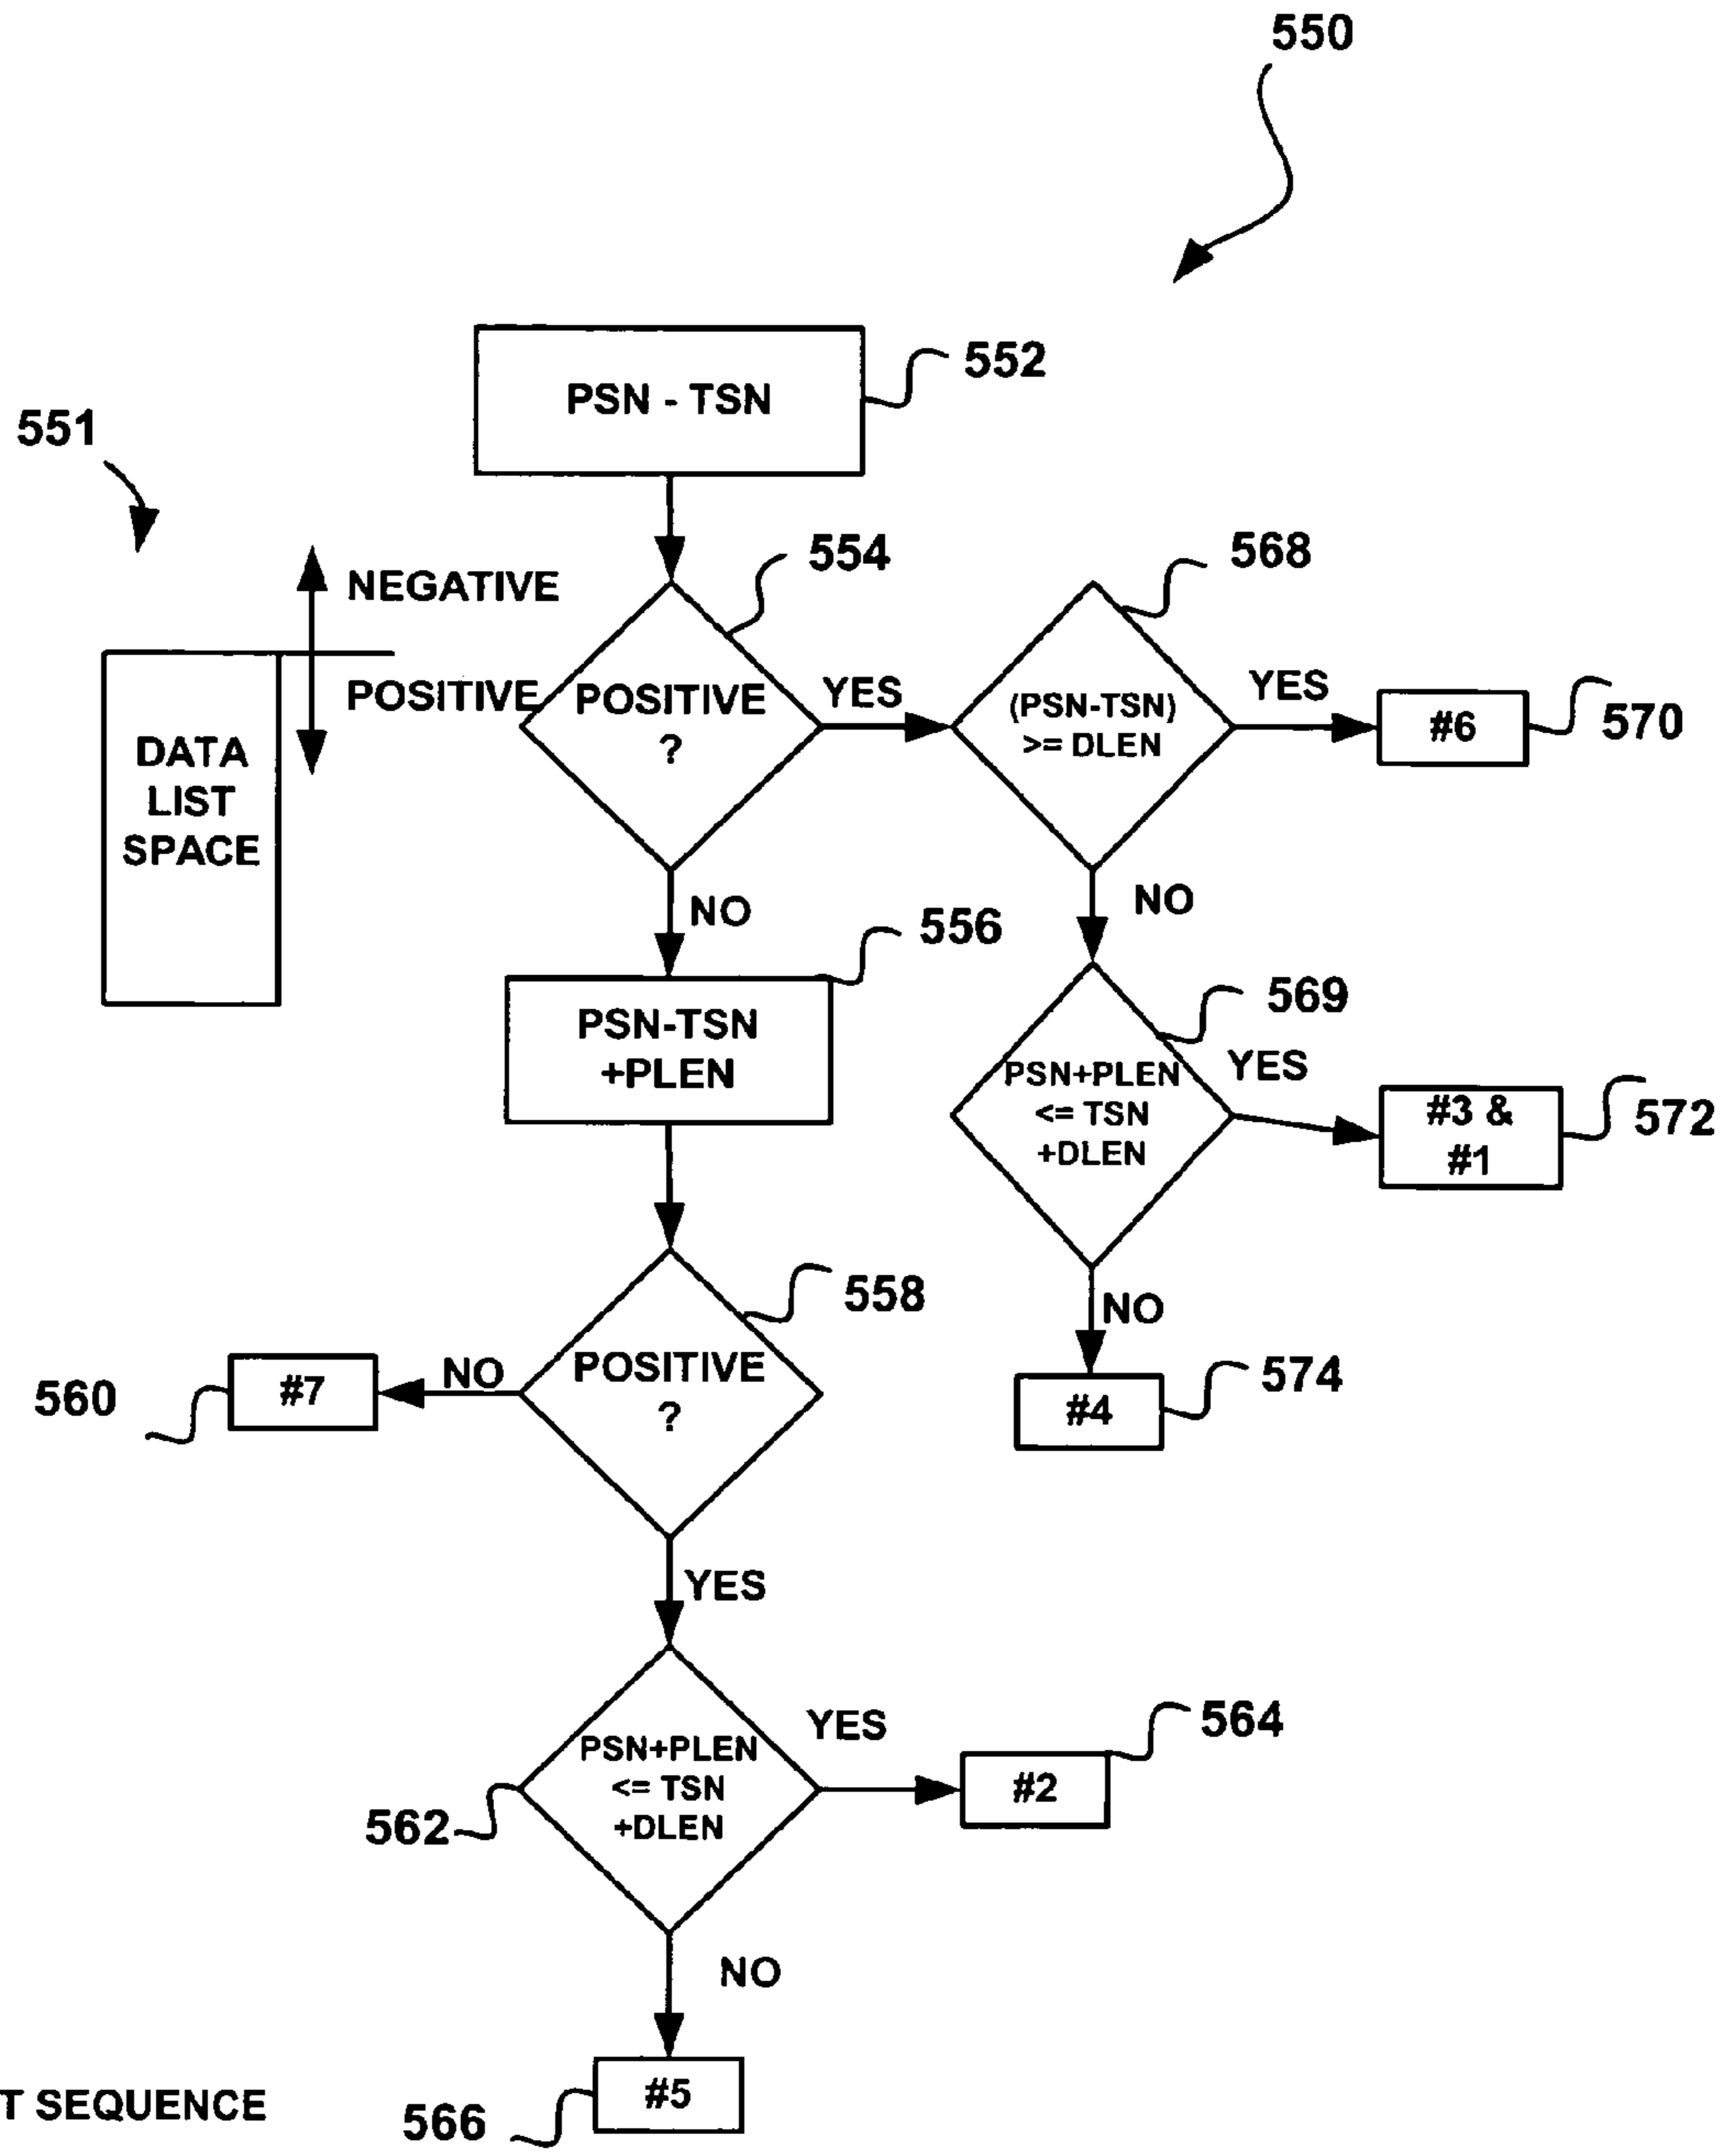 550
PSN - TSN
552
551
NEGATIVE
POSITIVE
DATA
LIST
SPACE
554
POSITIVE
?
YES
NO
568
(PSN-TSN)
>= DLEN
YES
#6
570
NO
556
PSN-TSN
+PLEN
569
PSN+PLEN
<= TSN
+DLEN
YES
#3 &
#1
572
NO
#4
574
558
POSITIVE
?
NO
#7
560
YES
562
PSN+PLEN
<= TSN
+DLEN
YES
#2
564
NO
#5
566
T SEQUENCE